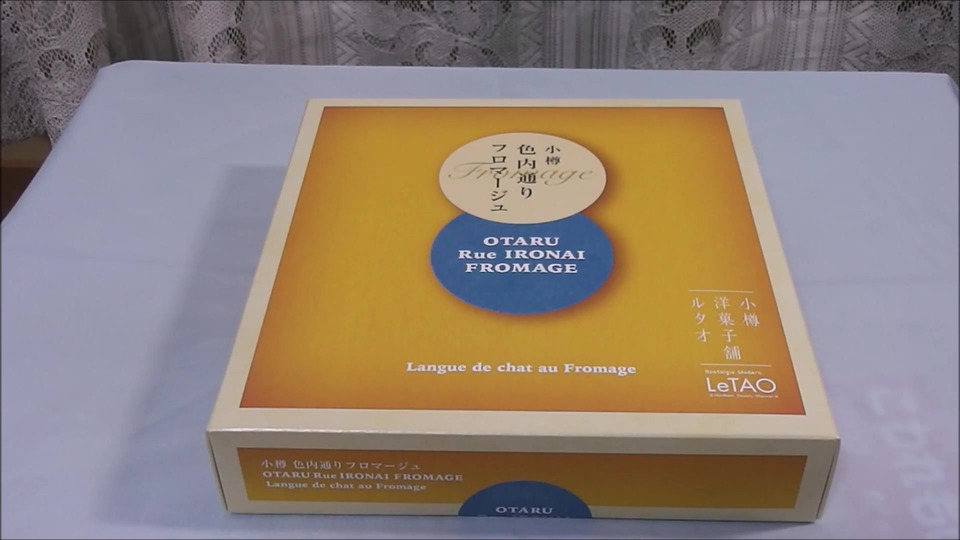 小樽
色内通り
フロマージュ
Fromage
OTARU
Rue IRONAI
FROMAGE
小樽
洋菓子舗
ルタオ
Langue de chat au Fromage
Nostalgic Modern
LeTAO
小樽 色内通りフロマージュ
OTARU Rue IRONAI FROMAGE
Langue de chat au Fromage
OTARU